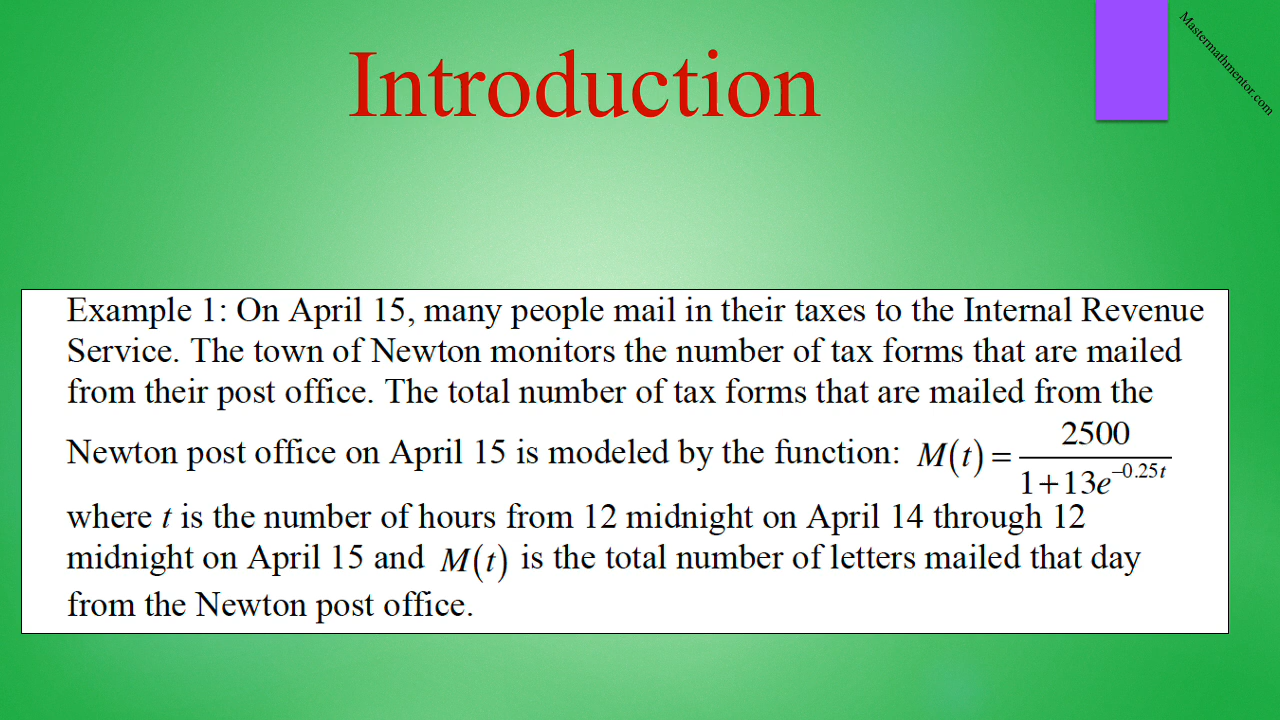 Introduction
Mastermathmentor.com
Example 1: On April 15, many people mail in their taxes to the Internal Revenue
Service. The town of Newton monitors the number of tax forms that are mailed
from their post office. The total number of tax forms that are mailed from the
Newton post office on April 15 is modeled by the function: M(t) = 2500 / (1+13e^(−0.25t))
where t is the number of hours from 12 midnight on April 14 through 12
midnight on April 15 and M(t) is the total number of letters mailed that day
from the Newton post office.